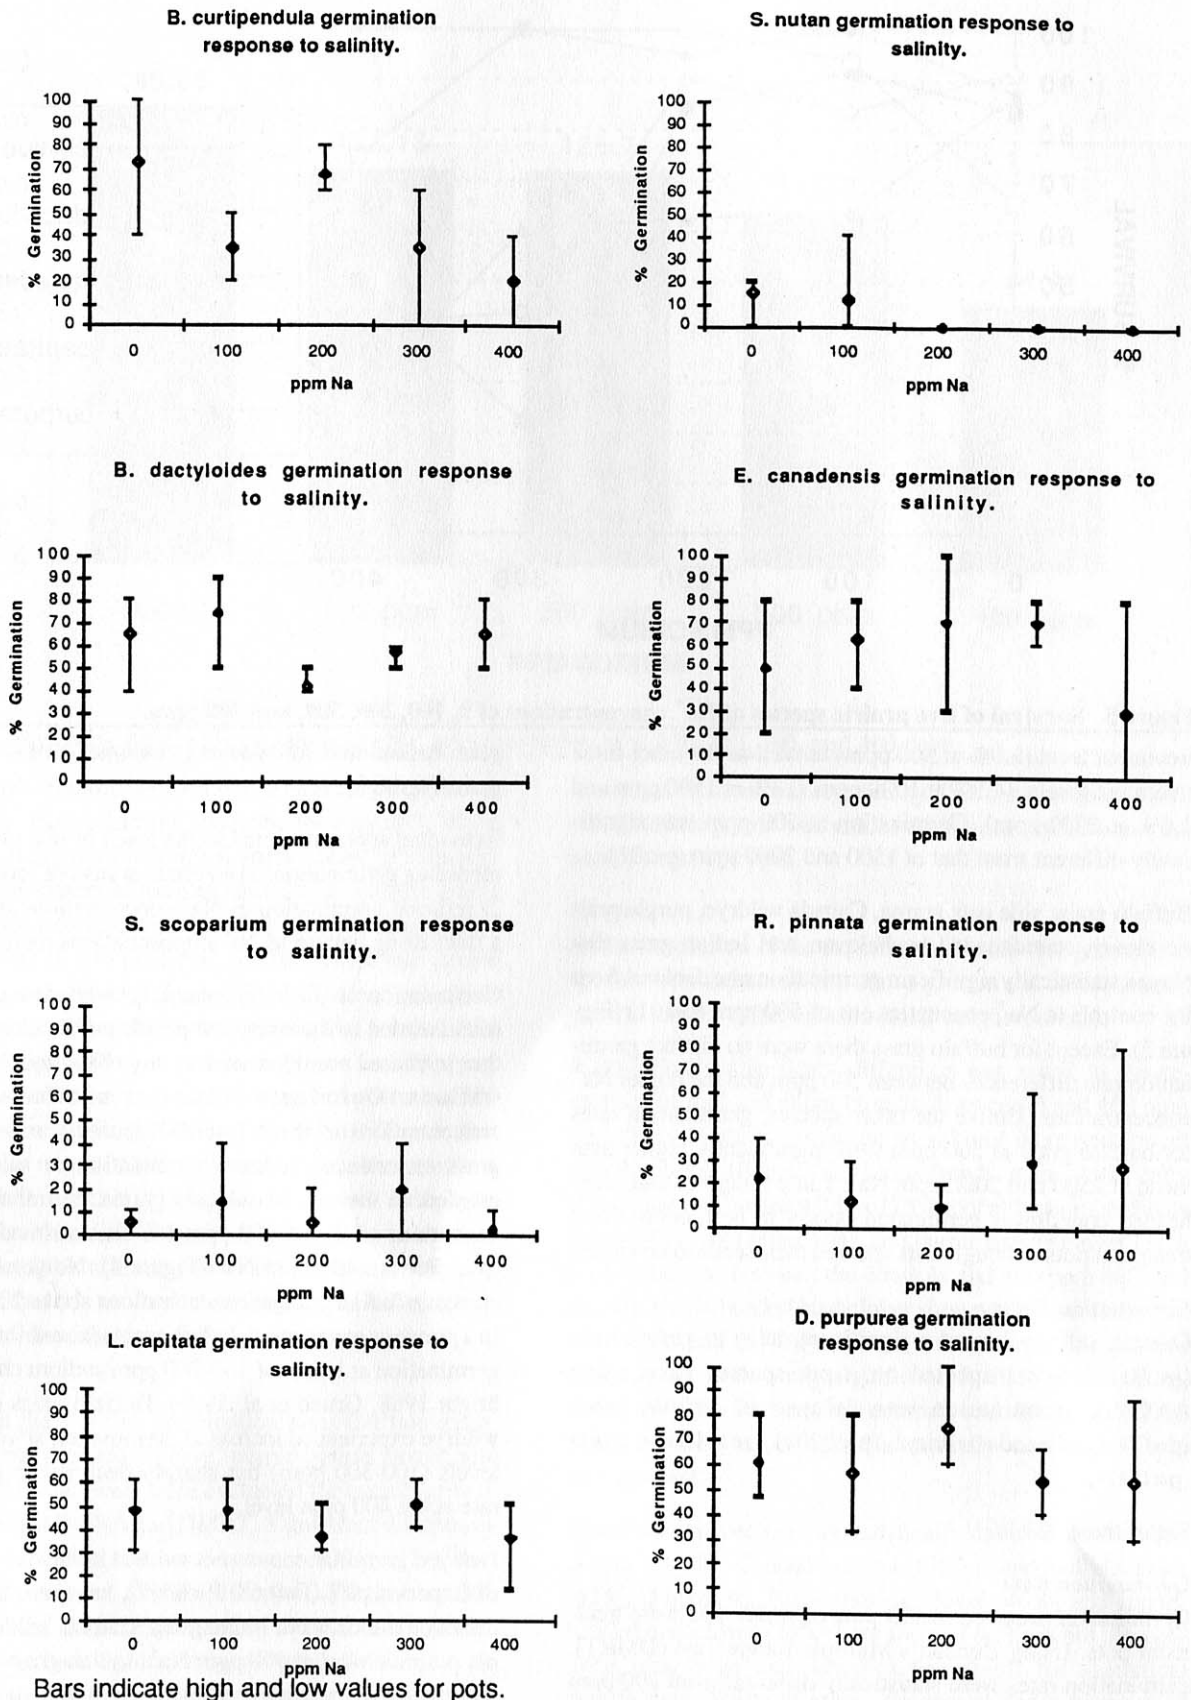 B. curtipendula germination
response to salinity.
% Germination
100
90
80
70
60
50
40
30
20
10
0
0 100 200 300 400
ppm Na
S. nutan germination response to
salinity.
% Germination
100
90
80
70
60
50
40
30
20
10
0
0 100 200 300 400
ppm Na
B. dactyloides germination response
to salinity.
% Germination
100
90
80
70
60
50
40
30
20
10
0
0 100 200 300 400
ppm Na
E. canadensis germination response to
salinity.
% Germination
100
90
80
70
60
50
40
30
20
10
0
0 100 200 300 400
ppm Na
S. scoparium germination response
to salinity.
% Germination
100
90
80
70
60
50
40
30
20
10
0
0 100 200 300 400
ppm Na
R. pinnata germination response to
salinity.
% Germination
100
90
80
70
60
50
40
30
20
10
0
0 100 200 300 400
ppm Na
L. capitata germination response to
salinity.
% Germination
100
90
80
70
60
50
40
30
20
10
0
0 100 200 300 400
ppm Na
D. purpurea germination
response to salinity.
% Germination
100
90
80
70
60
50
40
30
20
10
0
0 100 200 300 400
ppm Na
Bars indicate high and low values for pots.